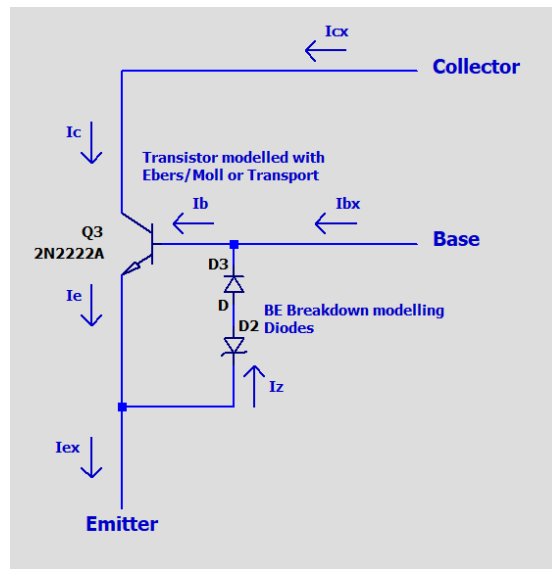 Icx
Collector
Ic
Transistor modelled with
Ebers/Moll or Transport
Ib
Ibx
Q3
2N2222A
Base
D3
Ie
D
BE Breakdown modelling
Diodes
D2
Iz
Iex
Emitter